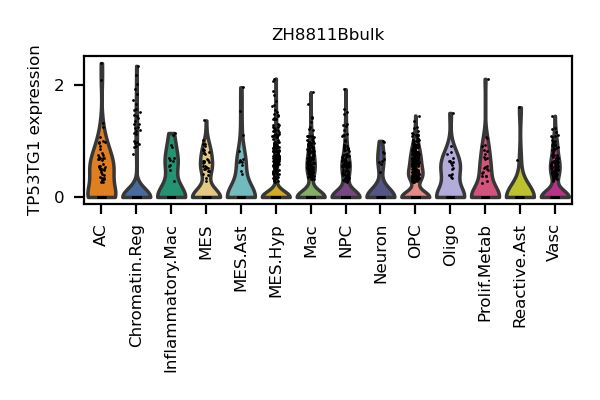 ZH8811Bbulk
TP53TG1 expression
2
0
AC
Chromatin.Reg
Inflammatory.Mac
MES
MES.Ast
MES.Hyp
Mac
NPC
Neuron
OPC
Oligo
Prolif.Metab
Reactive.Ast
Vasc